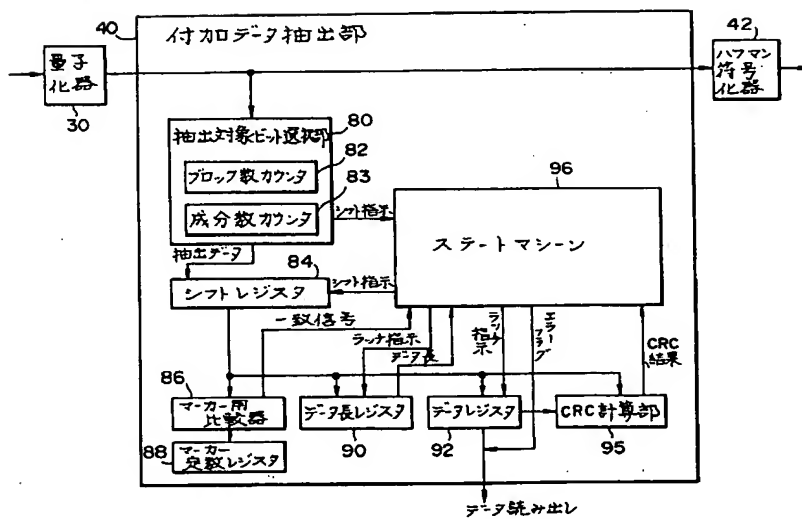 40
付加データ抽出部
42
量子
化器
30
ハフマン
符号
化器
抽出対象ビット選択部
80
82
ブロック数カウンタ
83
成分数カウンタ
シフト指示
96
ステートマシーン
抽出データ
84
シフトレジスタ
シフト指示
一致信号
ラッチ指示
データ長
ラッチ
指示
エラー
フラグ
CRC
結果
86
マーカー用
比較器
データ長レジスタ
90
データレジスタ
92
CRC計算部
95
88
マーカー
定数レジスタ
データ読み出し